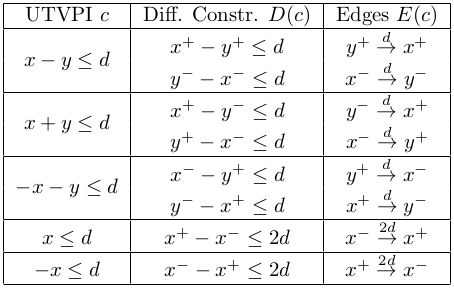 UTVPI c Diff. Constr. D(c) Edges E(c)
x − y ≤ d x⁺ − y⁺ ≤ d y⁺ →ᵈ x⁺
y⁻ − x⁻ ≤ d x⁻ →ᵈ y⁻
x + y ≤ d x⁺ − y⁻ ≤ d y⁻ →ᵈ x⁺
y⁺ − x⁻ ≤ d x⁻ →ᵈ y⁺
−x − y ≤ d x⁻ − y⁺ ≤ d y⁺ →ᵈ x⁻
y⁻ − x⁺ ≤ d x⁺ →ᵈ y⁻
x ≤ d x⁺ − x⁻ ≤ 2d x⁻ →²ᵈ x⁺
−x ≤ d x⁻ − x⁺ ≤ 2d x⁺ →²ᵈ x⁻